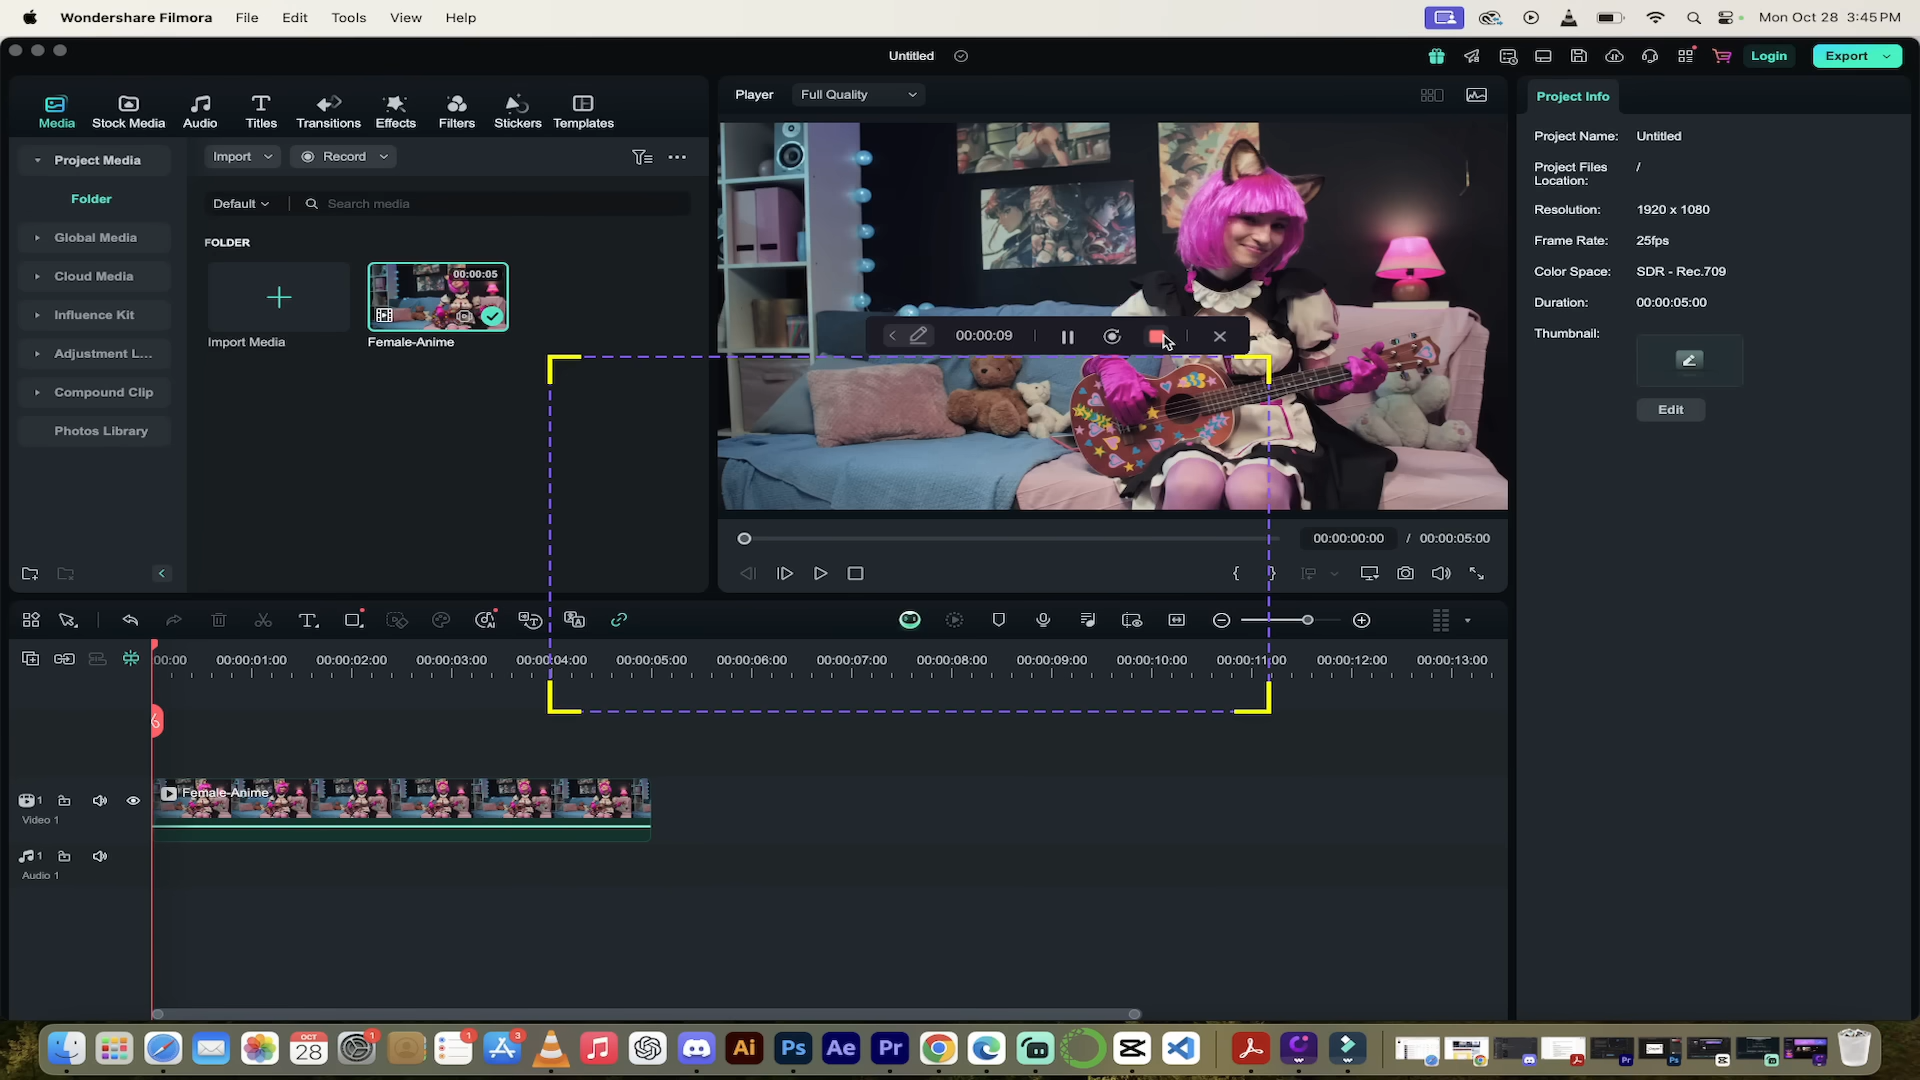 Wondershare Filmora File Edit Tools View Help Mon Oct 28 3:45 PM
Untitled Login Export
Media Stock Media Audio Titles Transitions Effects Filters Stickers Templates
Player Full Quality
Project Info
Project Media
Folder
Global Media
Cloud Media
Influence Kit
Adjustment L...
Compound Clip
Photos Library
Import Record
Default Search media
FOLDER
00:00:05
Import Media Female-Anime
00:00:09
00:00:00:00 / 00:00:05:00
Project Name: Untitled
Project Files
Location: /
Resolution: 1920 x 1080
Frame Rate: 25fps
Color Space: SDR - Rec.709
Duration: 00:00:05:00
Thumbnail:
Edit
00:00 00:00:01:00 00:00:02:00 00:00:03:00 00:00:04:00 00:00:05:00 00:00:06:00 00:00:07:00 00:00:08:00 00:00:09:00 00:00:10:00 00:00:11:00 00:00:12:00 00:00:13:00
1
Female-Anime
Video 1
1
Audio 1
OCT
28
1
1
3
Ai Ps Ae Pr